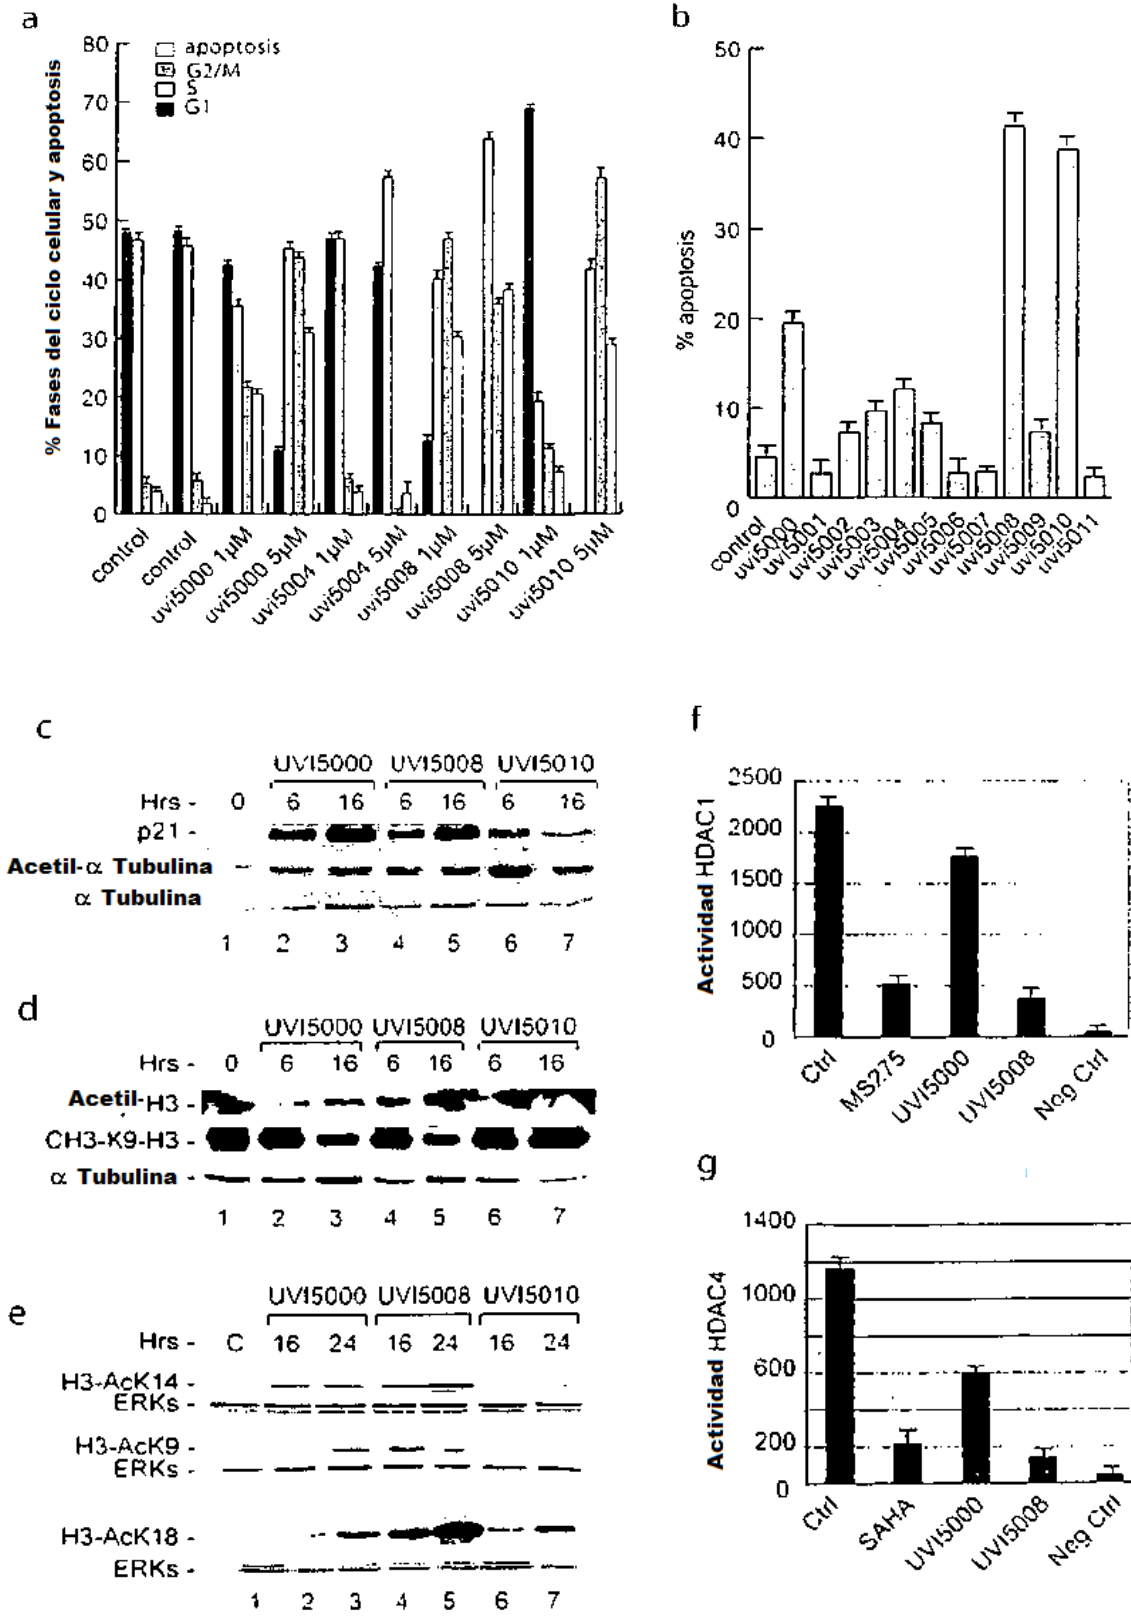 a
80
70
60
50
40
30
20
10
0
% Fases del ciclo celular y apoptosis
apoptosis
G2/M
S
G1
control
control
uvi5000 1µM
uvi5000 5µM
uvi5004 1µM
uvi5004 5µM
uvi5008 1µM
uvi5008 5µM
uvi5010 1µM
uvi5010 5µM
b
50
40
30
20
10
0
% apoptosis
control
uvi5000
uvi5001
uvi5002
uvi5003
uvi5004
uvi5005
uvi5006
uvi5007
uvi5008
uvi5009
uvi5010
uvi5011
c
UVI5000 UVI5008 UVI5010
Hrs - 0 6 16 6 16 6 16
p21 -
Acetil-α Tubulina
α Tubulina
1 2 3 4 5 6 7
d
UVI5000 UVI5008 UVI5010
Hrs - 0 6 16 6 16 6 16
Acetil-H3 -
CH3-K9-H3 -
α Tubulina -
1 2 3 4 5 6 7
e
UVI5000 UVI5008 UVI5010
Hrs - C 16 24 16 24 16 24
H3-AcK14 -
ERKs -
H3-AcK9 -
ERKs -
H3-AcK18 -
ERKs -
1 2 3 4 5 6 7
f
2500
2000
1500
1000
500
0
Actividad HDAC1
Ctrl
MS275
UVI5000
UVI5008
Neg Ctrl
g
1400
1000
600
200
0
Actividad HDAC4
Ctrl
SAHA
UVI5000
UVI5008
Neg Ctrl